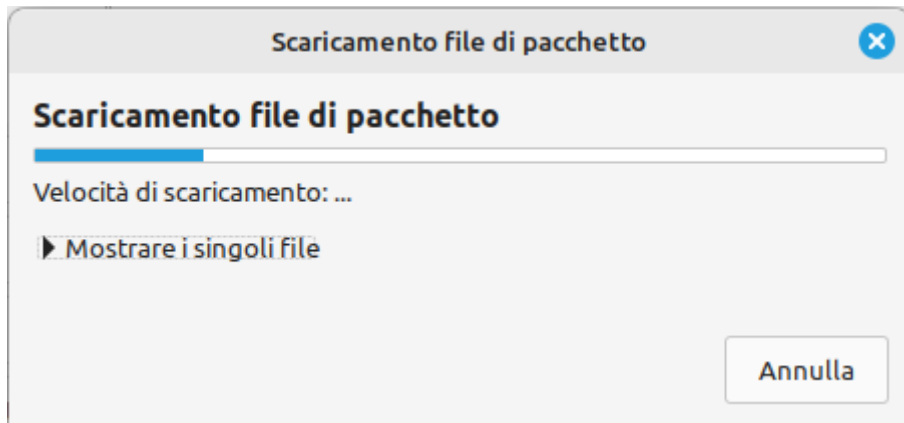 Scaricamento file di pacchetto
Scaricamento file di pacchetto
Velocità di scaricamento: ...
Mostrare i singoli file
Annulla